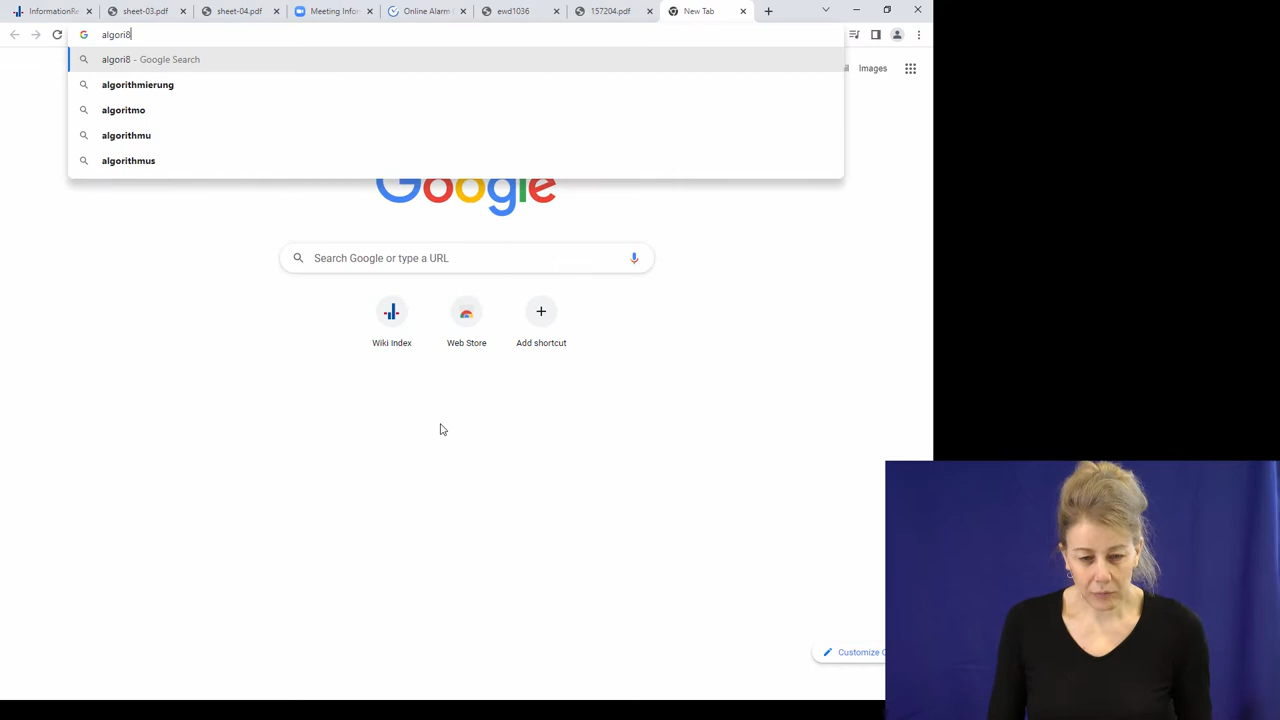 InformationRe
sheet-03.pdf
sheet-04.pdf
Meeting Infor
Online Alarm
ewd1036
157204.pdf
New Tab
algori8
algori8 - Google Search
algorithmierung
algoritmo
algorithmu
algorithmus
Images
Google
Search Google or type a URL
Wiki Index
Web Store
Add shortcut
Customize